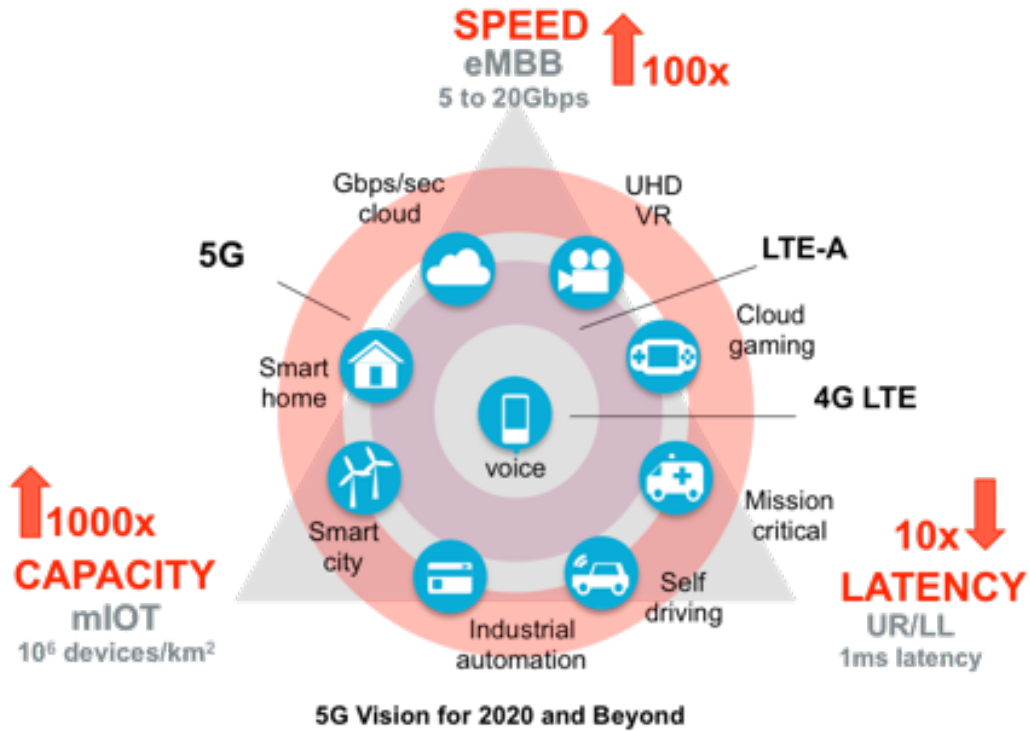 SPEED
eMBB
5 to 20Gbps
100x
Gbps/sec
cloud
UHD
VR
5G
LTE-A
Cloud
gaming
Smart
home
4G LTE
voice
1000x
CAPACITY
mIOT
10⁶ devices/km²
Smart
city
Mission
critical
10x
LATENCY
UR/LL
1ms latency
Self
driving
Industrial
automation
5G Vision for 2020 and Beyond